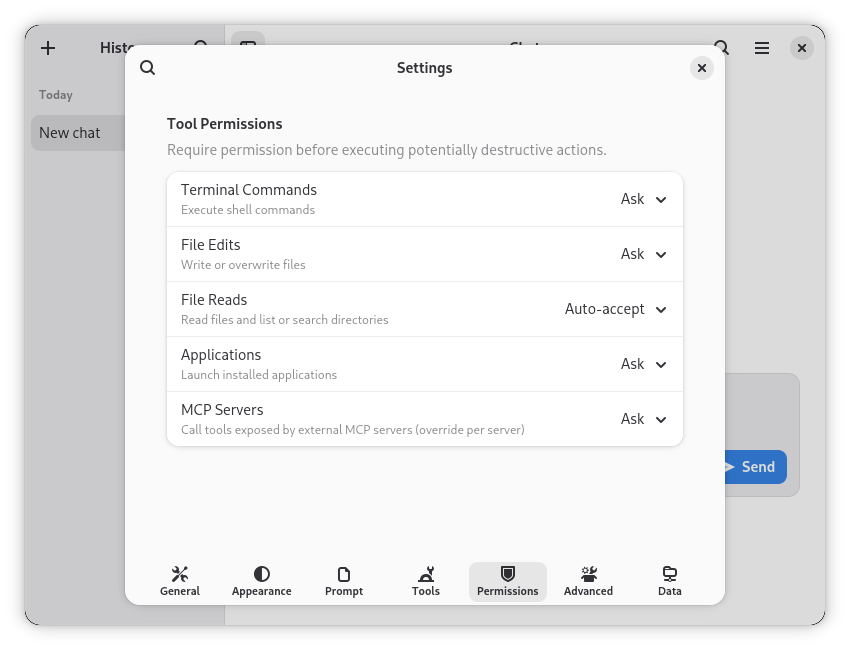 Today
New chat
Settings
Tool Permissions
Require permission before executing potentially destructive actions.
Terminal Commands
Execute shell commands
Ask
File Edits
Write or overwrite files
Ask
File Reads
Read files and list or search directories
Auto-accept
Applications
Launch installed applications
Ask
MCP Servers
Call tools exposed by external MCP servers (override per server)
Ask
Send
General
Appearance
Prompt
Tools
Permissions
Advanced
Data